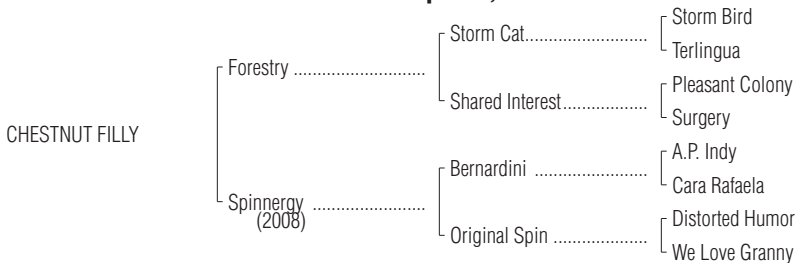 Storm Bird
Storm Cat..........................
Terlingua
Forestry ............................
Pleasant Colony
Shared Interest..................
Surgery
CHESTNUT FILLY
A.P. Indy
Bernardini ........................
Cara Rafaela
Spinnergy ........................
(2008)
Distorted Humor
Original Spin ....................
We Love Granny